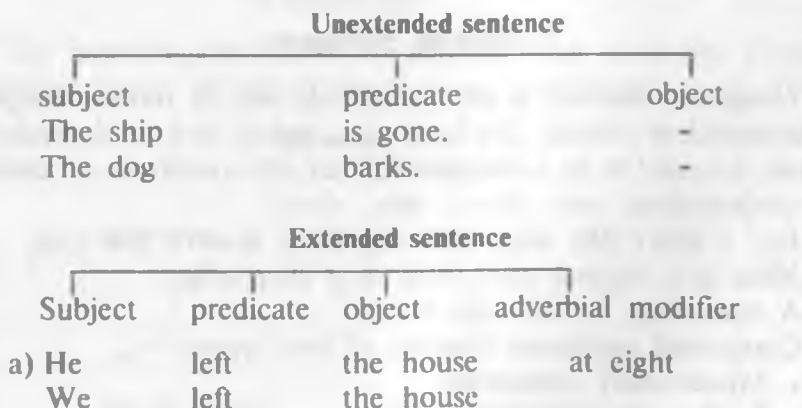 Unextended sentence
subject predicate object
The ship is gone. -
The dog barks. -
Extended sentence
Subject predicate object adverbial modifier
a) He left the house at eight
We left the house